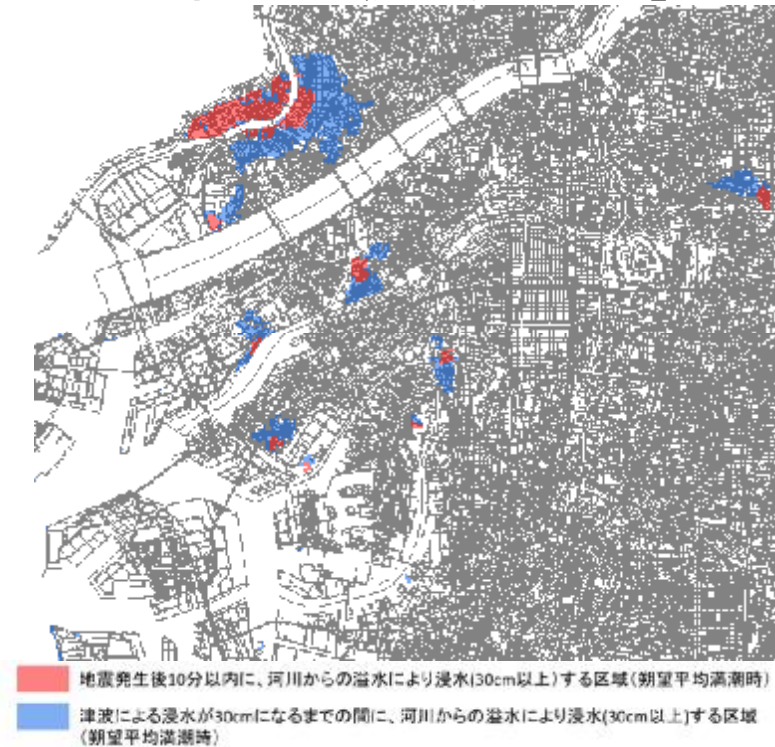 地震発生後10分以内に、河川からの溢水により浸水(30cm以上)する区域(朔望平均満潮時)
津波による浸水が30cmになるまでの間に、河川からの溢水により浸水(30cm以上)する区域
(朔望平均満潮時)